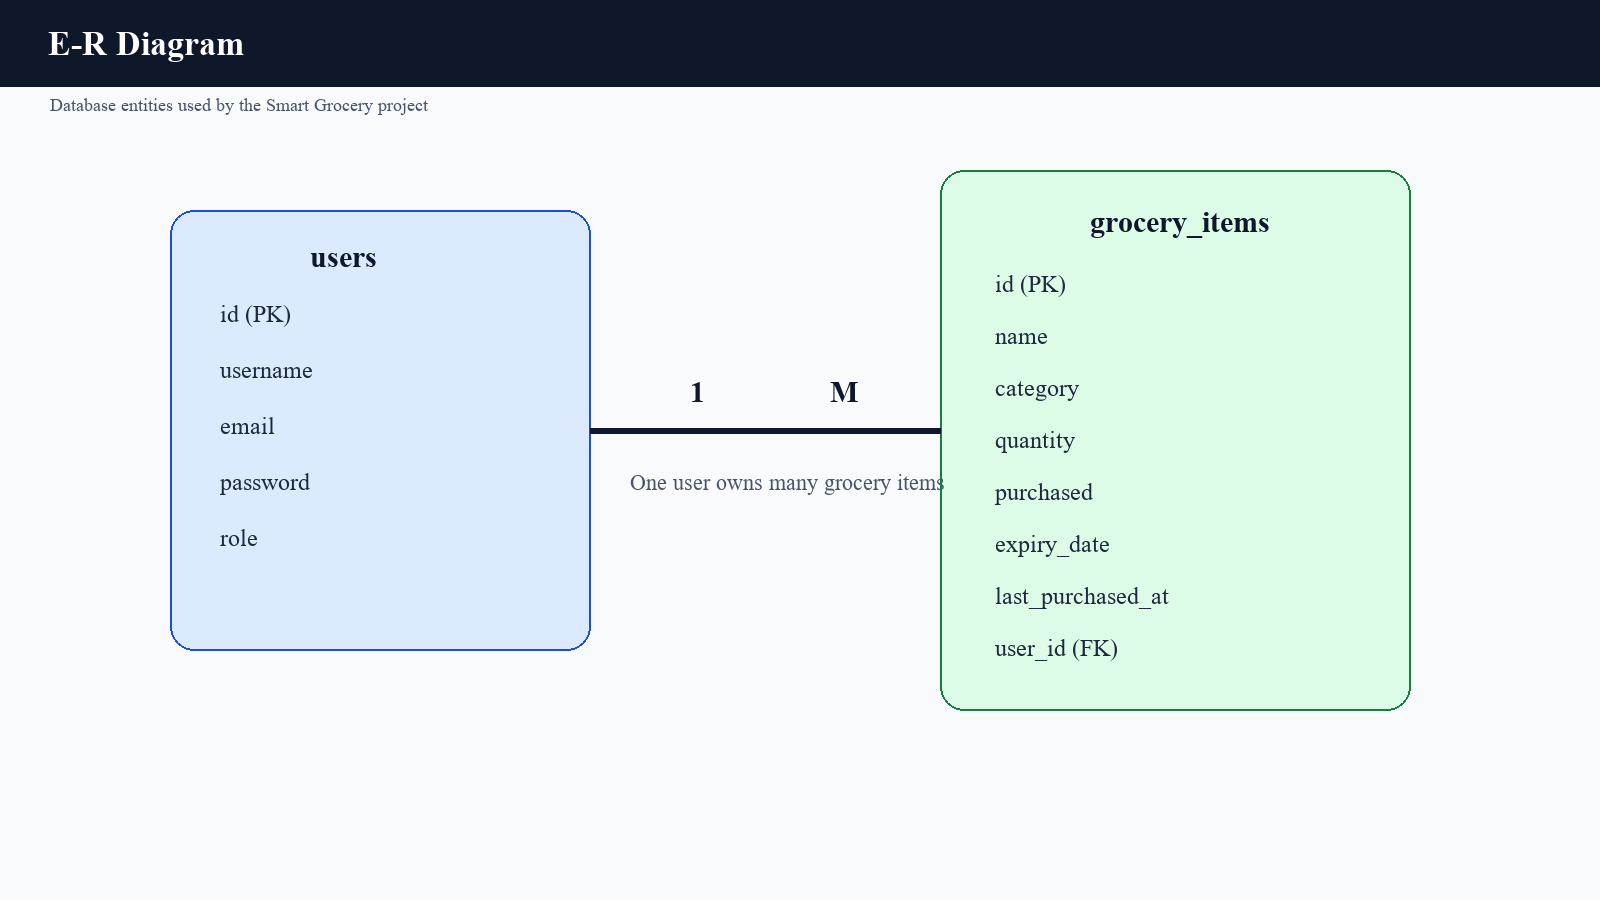 E-R Diagram
Database entities used by the Smart Grocery project
users
id (PK)
username
email
password
role
1
M
One user owns many grocery items
grocery_items
id (PK)
name
category
quantity
purchased
expiry_date
last_purchased_at
user_id (FK)